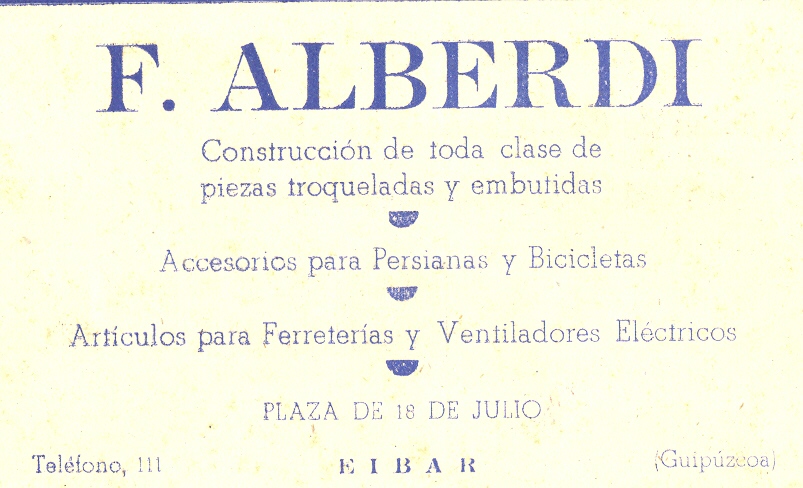 F. ALBERDI
Construcción de toda clase de
piezas troqueladas y embutidas
Accesorios para Persianas y Bicicletas
Artículos para Ferreterías y Ventiladores Eléctricos
PLAZA DE 18 DE JULIO
Teléfono, 111 EIBAR (Guipúzcoa)